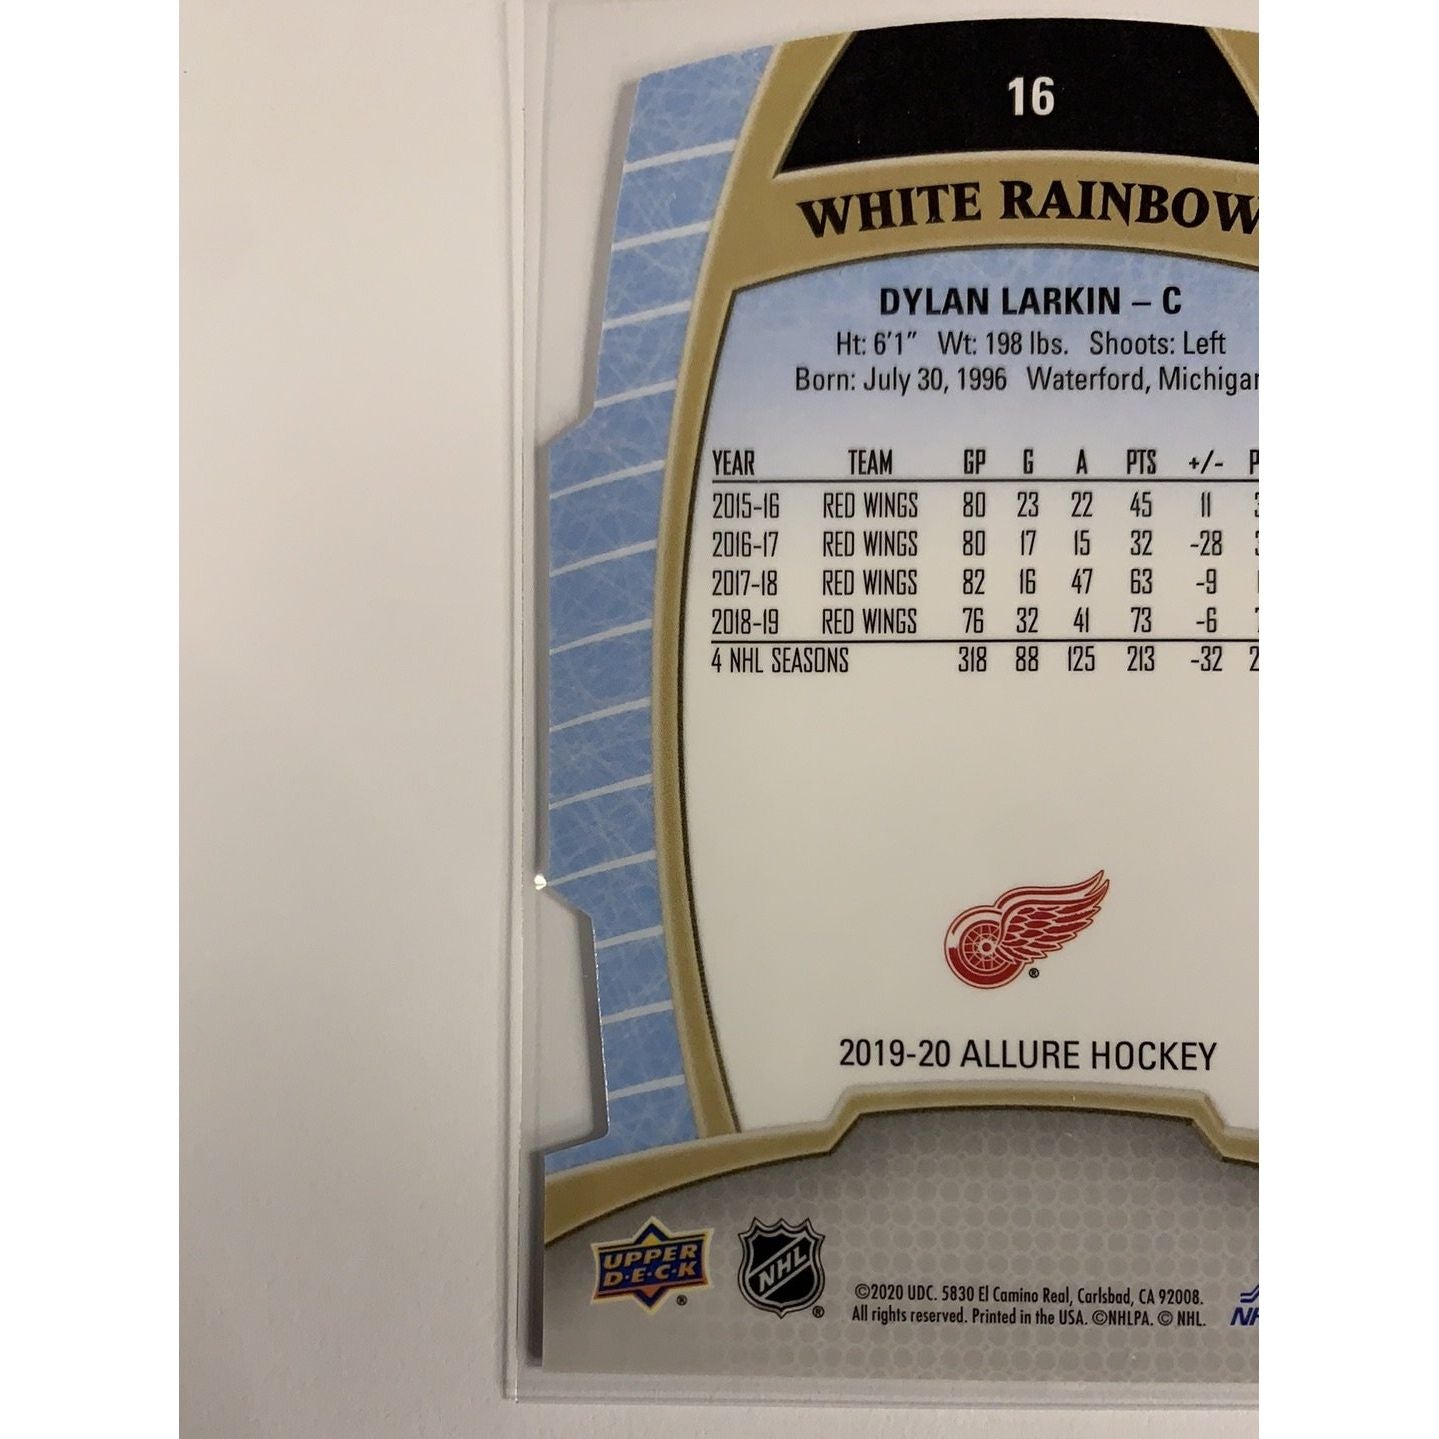 16
WHITE RAINBOW
DYLAN LARKIN – C
Ht: 6'1" Wt: 198 lbs. Shoots: Left
Born: July 30, 1996 Waterford, Michigan
YEAR TEAM GP G A PTS +/- P
2015-16 RED WINGS 80 23 22 45 11
2016-17 RED WINGS 80 17 15 32 -28
2017-18 RED WINGS 82 16 47 63 -9
2018-19 RED WINGS 76 32 41 73 -6
4 NHL SEASONS 318 88 125 213 -32 2
®
2019-20 ALLURE HOCKEY
UPPER
D·E·C·K
®
NHL
®
©2020 UDC. 5830 El Camino Real, Carlsbad, CA 92008.
All rights reserved. Printed in the USA. ©NHLPA. © NHL.